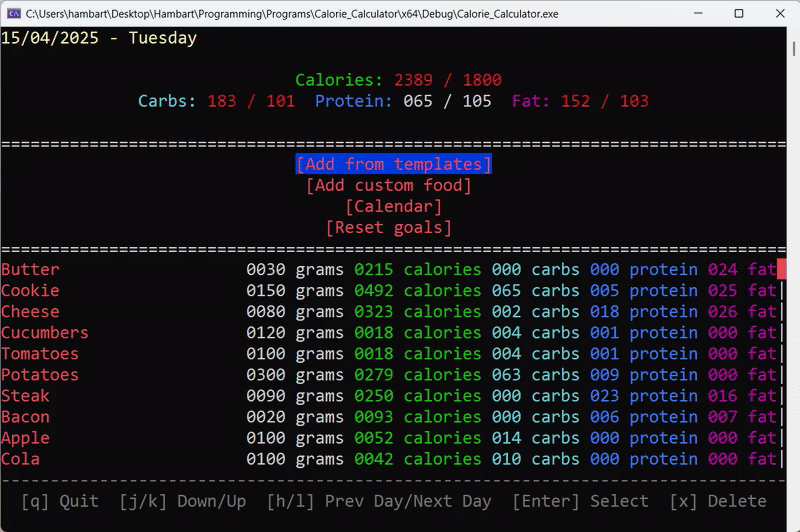 C:\Users\hambart\Desktop\Hambart\Programming\Programs\Calorie_Calculator\x64\Debug\Calorie_Calculator.exe
15/04/2025 - Tuesday
Calories: 2389 / 1800
Carbs: 183 / 101  Protein: 065 / 105  Fat: 152 / 103
================================================================================
[Add from templates]
[Add custom food]
[Calendar]
[Reset goals]
================================================================================
Butter 0030 grams 0215 calories 000 carbs 000 protein 024 fat
Cookie 0150 grams 0492 calories 065 carbs 005 protein 025 fat|
Cheese 0080 grams 0323 calories 002 carbs 018 protein 026 fat|
Cucumbers 0120 grams 0018 calories 004 carbs 001 protein 000 fat|
Tomatoes 0100 grams 0018 calories 004 carbs 001 protein 000 fat|
Potatoes 0300 grams 0279 calories 063 carbs 009 protein 000 fat|
Steak 0090 grams 0250 calories 000 carbs 023 protein 016 fat|
Bacon 0020 grams 0093 calories 000 carbs 006 protein 007 fat|
Apple 0100 grams 0052 calories 014 carbs 000 protein 000 fat|
Cola 0100 grams 0042 calories 010 carbs 000 protein 000 fat|
--------------------------------------------------------------------------------
[q] Quit  [j/k] Down/Up  [h/l] Prev Day/Next Day  [Enter] Select  [x] Delete